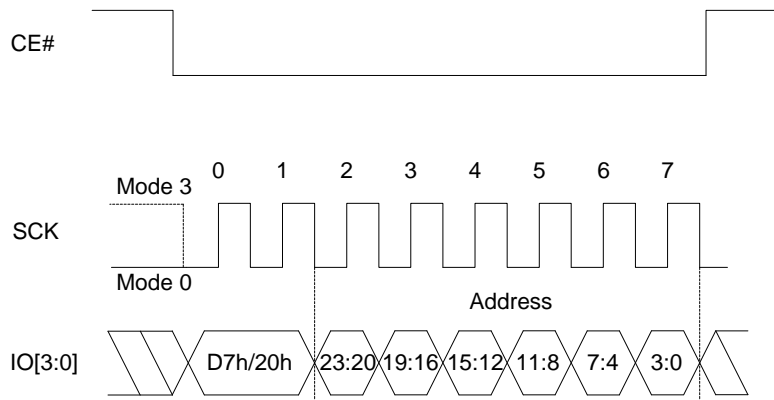 CE#
0 1 2 3 4 5 6 7
Mode 3
SCK
Mode 0
Address
IO[3:0] D7h/20h 23:20 19:16 15:12 11:8 7:4 3:0